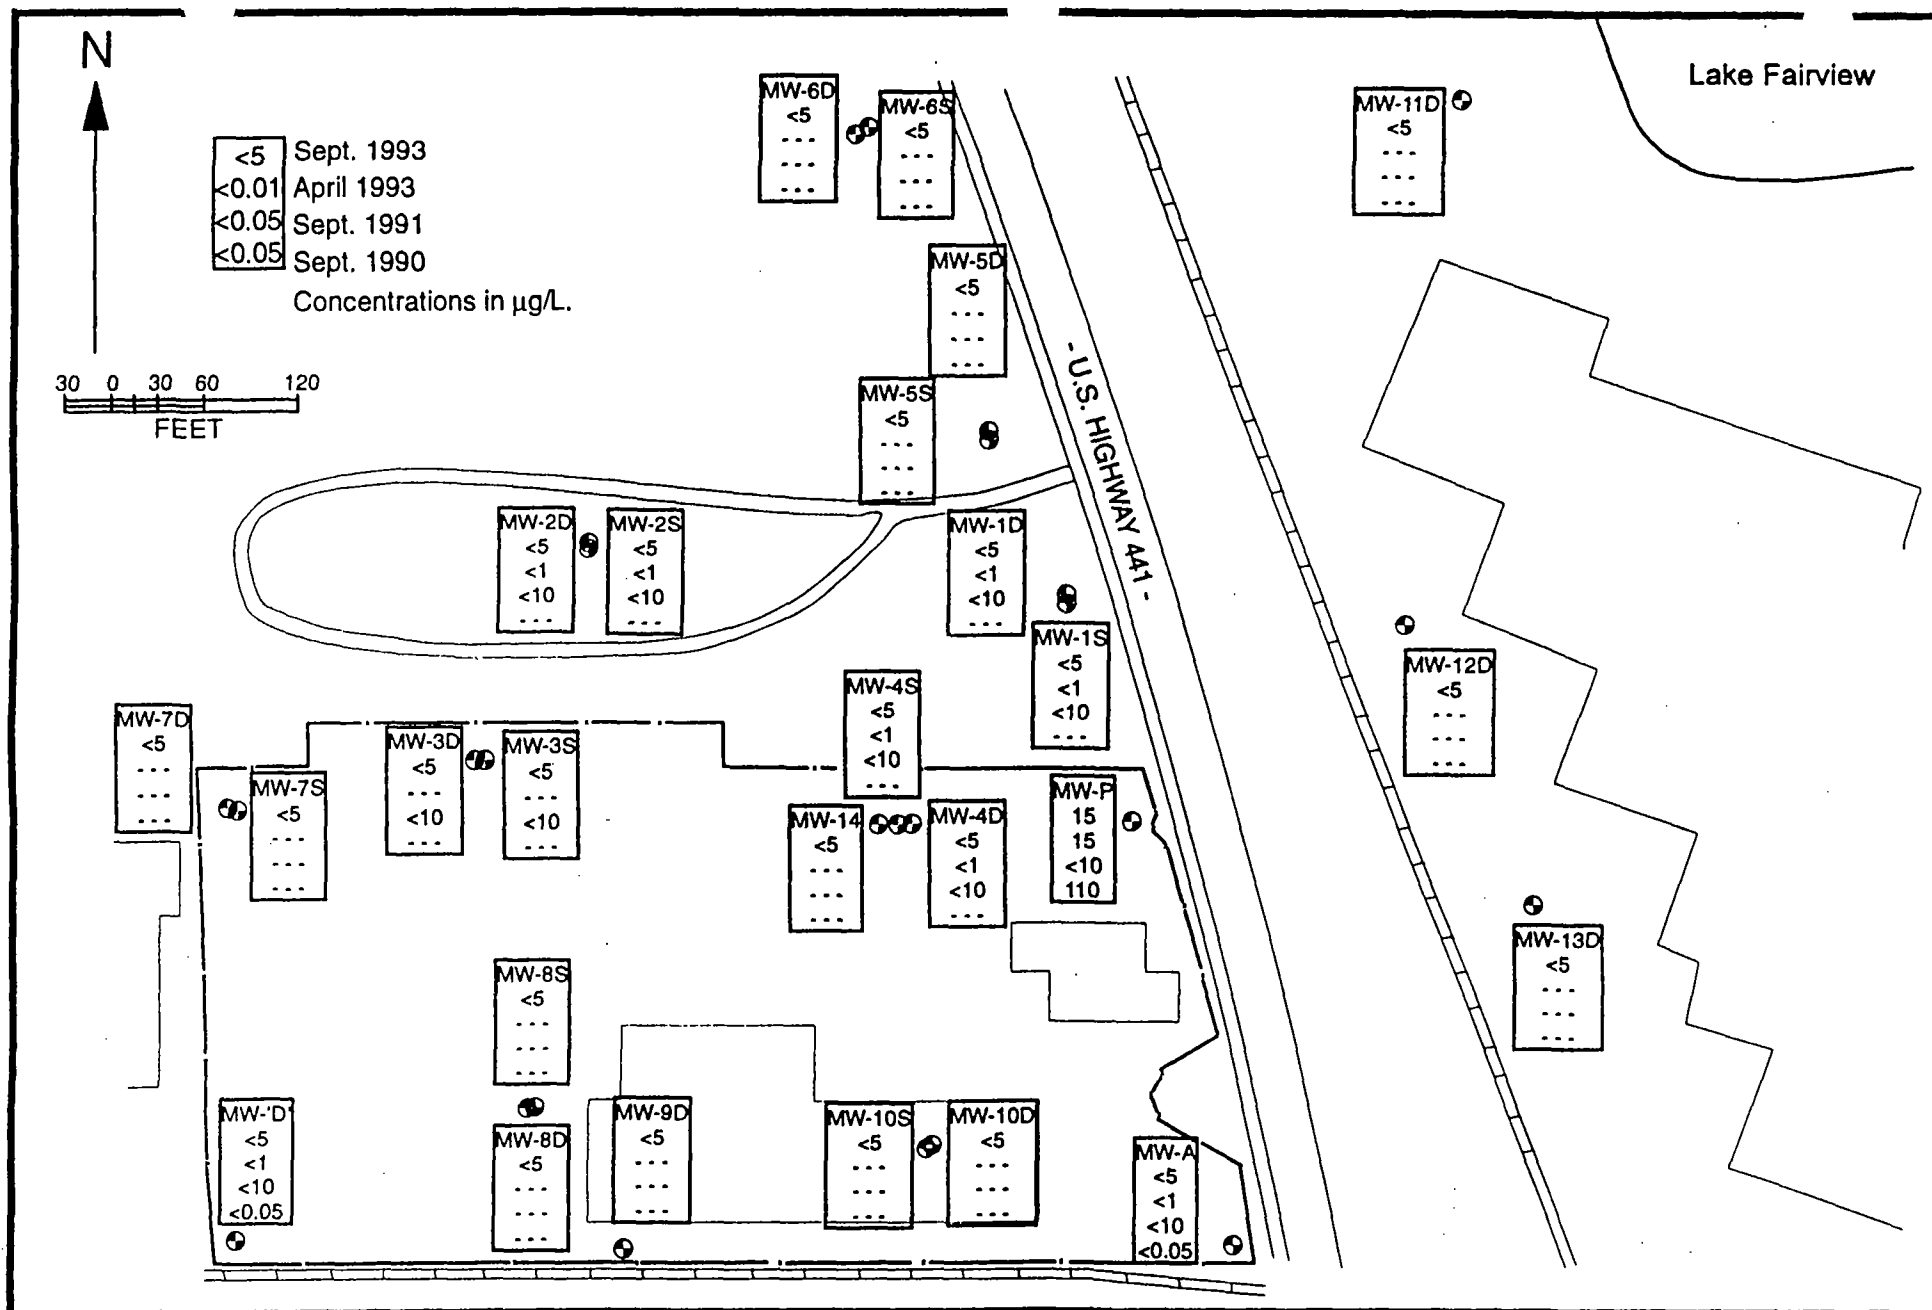 N
<5 Sept. 1993
<0.01 April 1993
<0.05 Sept. 1991
<0.05 Sept. 1990
Concentrations in µg/L.
30 0 30 60 120
FEET
Lake Fairview
- U.S. HIGHWAY 441 -
MW-6D
<5
---
---
---
MW-6S
<5
---
---
---
MW-11D
<5
---
---
---
MW-5D
<5
---
---
---
MW-5S
<5
---
---
---
MW-2D
<5
<1
<10
---
MW-2S
<5
<1
<10
---
MW-1D
<5
<1
<10
---
MW-1S
<5
<1
<10
---
MW-12D
<5
---
---
---
MW-4S
<5
<1
<10
---
MW-7D
<5
---
---
---
MW-7S
<5
---
---
---
MW-3D
<5
---
<10
---
MW-3S
<5
---
<10
---
MW-14
<5
---
---
---
MW-4D
<5
<1
<10
---
MW-P
15
15
<10
110
MW-13D
<5
---
---
---
MW-8S
<5
---
---
---
MW-'D'
<5
<1
<10
<0.05
MW-8D
<5
---
---
---
MW-9D
<5
---
---
---
MW-10S
<5
---
---
---
MW-10D
<5
---
---
---
MW-A
<5
<1
<10
<0.05